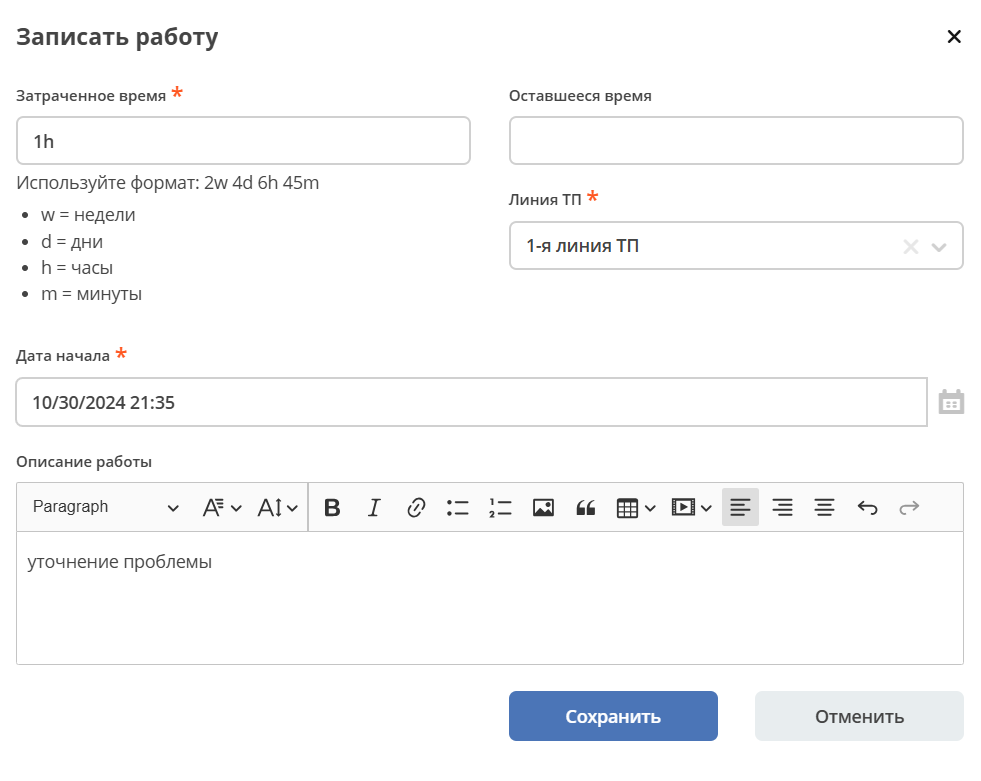 Записать работу
Затраченное время *
1h
Используйте формат: 2w 4d 6h 45m
• w = недели
• d = дни
• h = часы
• m = минуты
Оставшееся время
Линия ТП *
1-я линия ТП
Дата начала *
10/30/2024 21:35
Описание работы
Paragraph
уточнение проблемы
Сохранить
Отменить